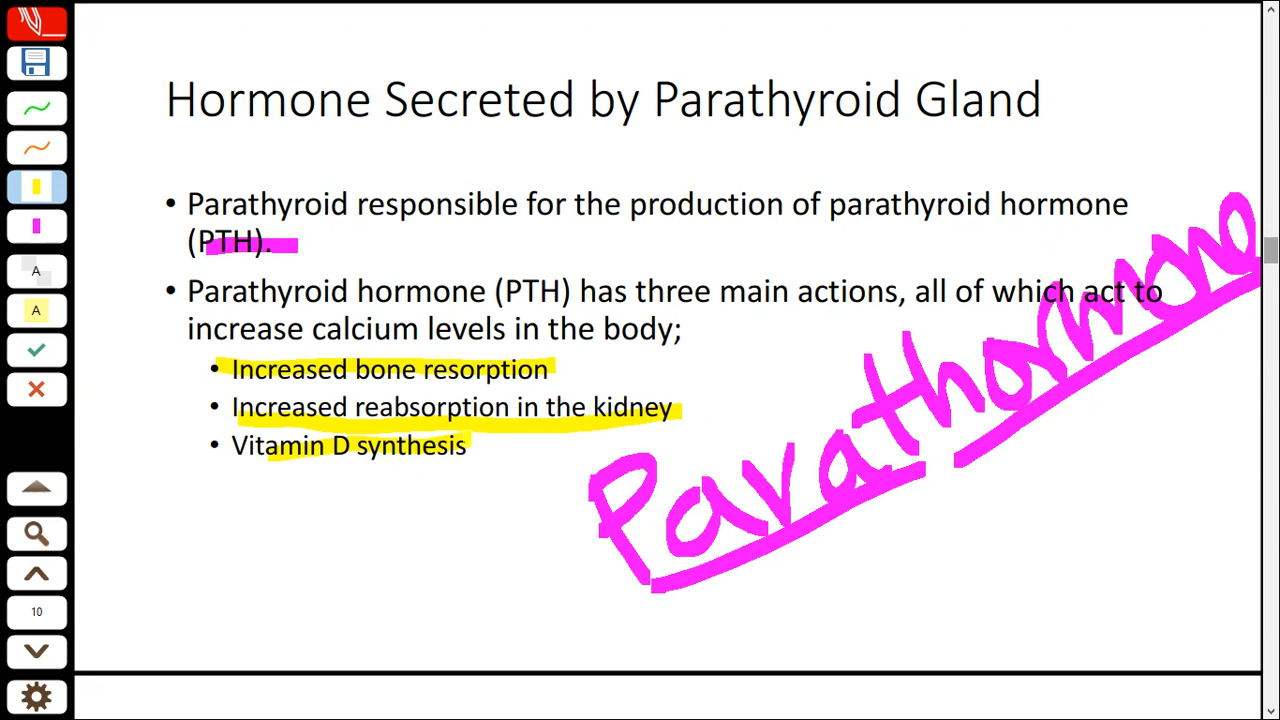 Hormone Secreted by Parathyroid Gland
• Parathyroid responsible for the production of parathyroid hormone
(PTH).
• Parathyroid hormone (PTH) has three main actions, all of which act to
increase calcium levels in the body;
• Increased bone resorption
• Increased reabsorption in the kidney
• Vitamin D synthesis
Parathormone
A
A
10